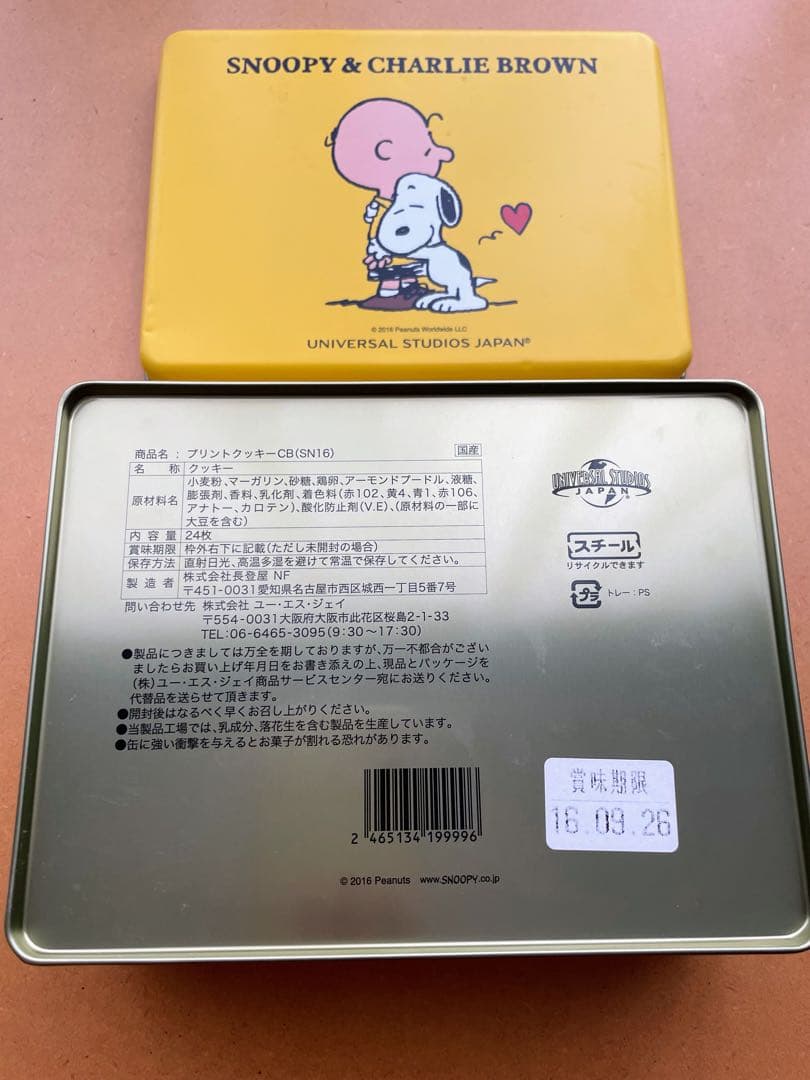 SNOOPY & CHARLIE BROWN
© 2016 Peanuts Worldwide LLC
UNIVERSAL STUDIOS JAPAN®
商品名 : プリントクッキーCB(SN16)
国産
名 称 クッキー
原材料名 小麦粉、マーガリン、砂糖、鶏卵、アーモンドプードル、液糖、
膨張剤、香料、乳化剤、着色料(赤102、黄4、青1、赤106、
アナトー、カロテン)、酸化防止剤(V.E)、(原材料の一部に
大豆を含む)
内 容 量 24枚
賞味期限 枠外右下に記載(ただし未開封の場合)
保存方法 直射日光、高温多湿を避けて常温で保存してください。
製 造 者 株式会社長登屋 NF
〒451-0031愛知県名古屋市西区城西一丁目5番7号
問い合わせ先 株式会社 ユー・エス・ジェイ
〒554-0031大阪府大阪市此花区桜島2-1-33
TEL:06-6465-3095(9:30〜17:30)
●製品につきましては万全を期しておりますが、万一不都合がござい
ましたらお買い上げ年月日をお書き添えの上、現品とパッケージを
(株)ユー・エス・ジェイ商品サービスセンター宛にお送りください。
代替品を送らせて頂きます。
●開封後はなるべく早くお召し上がりください。
●当製品工場では、乳成分、落花生を含む製品を生産しています。
●缶に強い衝撃を与えるとお菓子が割れる恐れがあります。
UNIVERSAL STUDIOS
JAPAN®
スチール
リサイクルできます
プラ トレー : PS
2 465134 199996
賞味期限
16.09.26
© 2016 Peanuts www.SNOOPY.co.jp